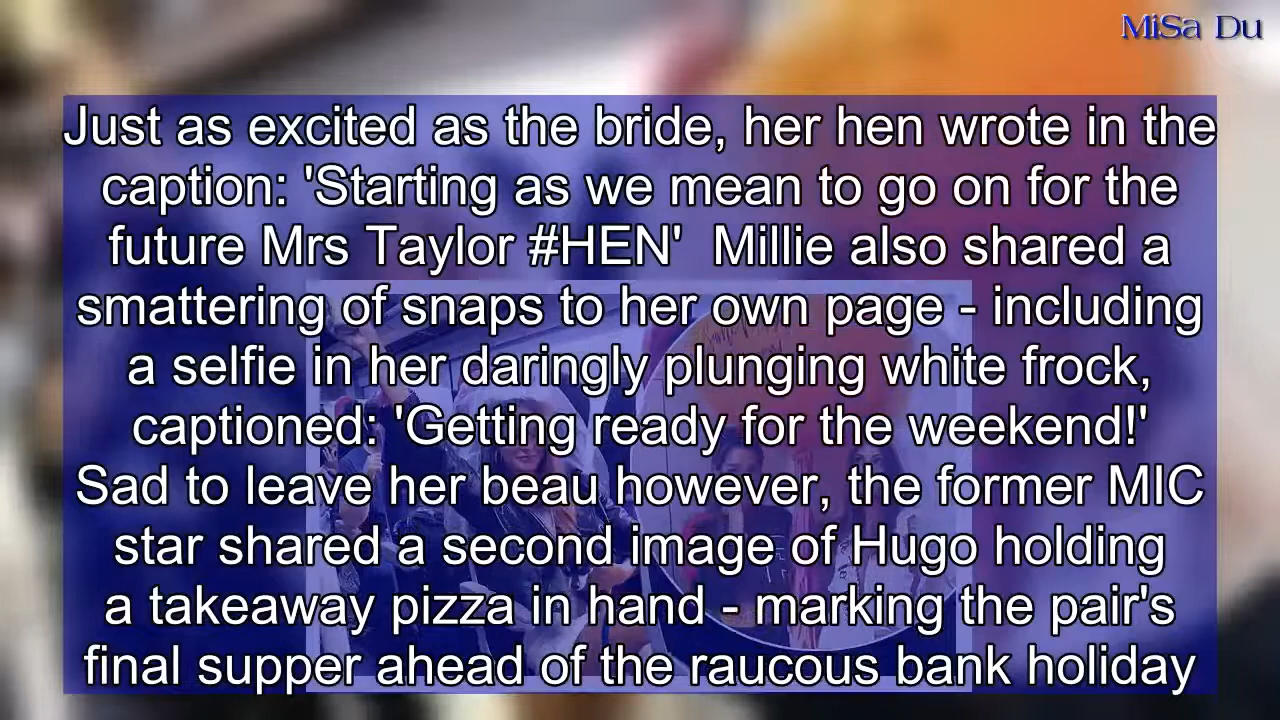 MiSa Du
Just as excited as the bride, her hen wrote in the
caption: 'Starting as we mean to go on for the
future Mrs Taylor #HEN'  Millie also shared a
smattering of snaps to her own page - including
a selfie in her daringly plunging white frock,
captioned: 'Getting ready for the weekend!'
Sad to leave her beau however, the former MIC
star shared a second image of Hugo holding
a takeaway pizza in hand - marking the pair's
final supper ahead of the raucous bank holiday